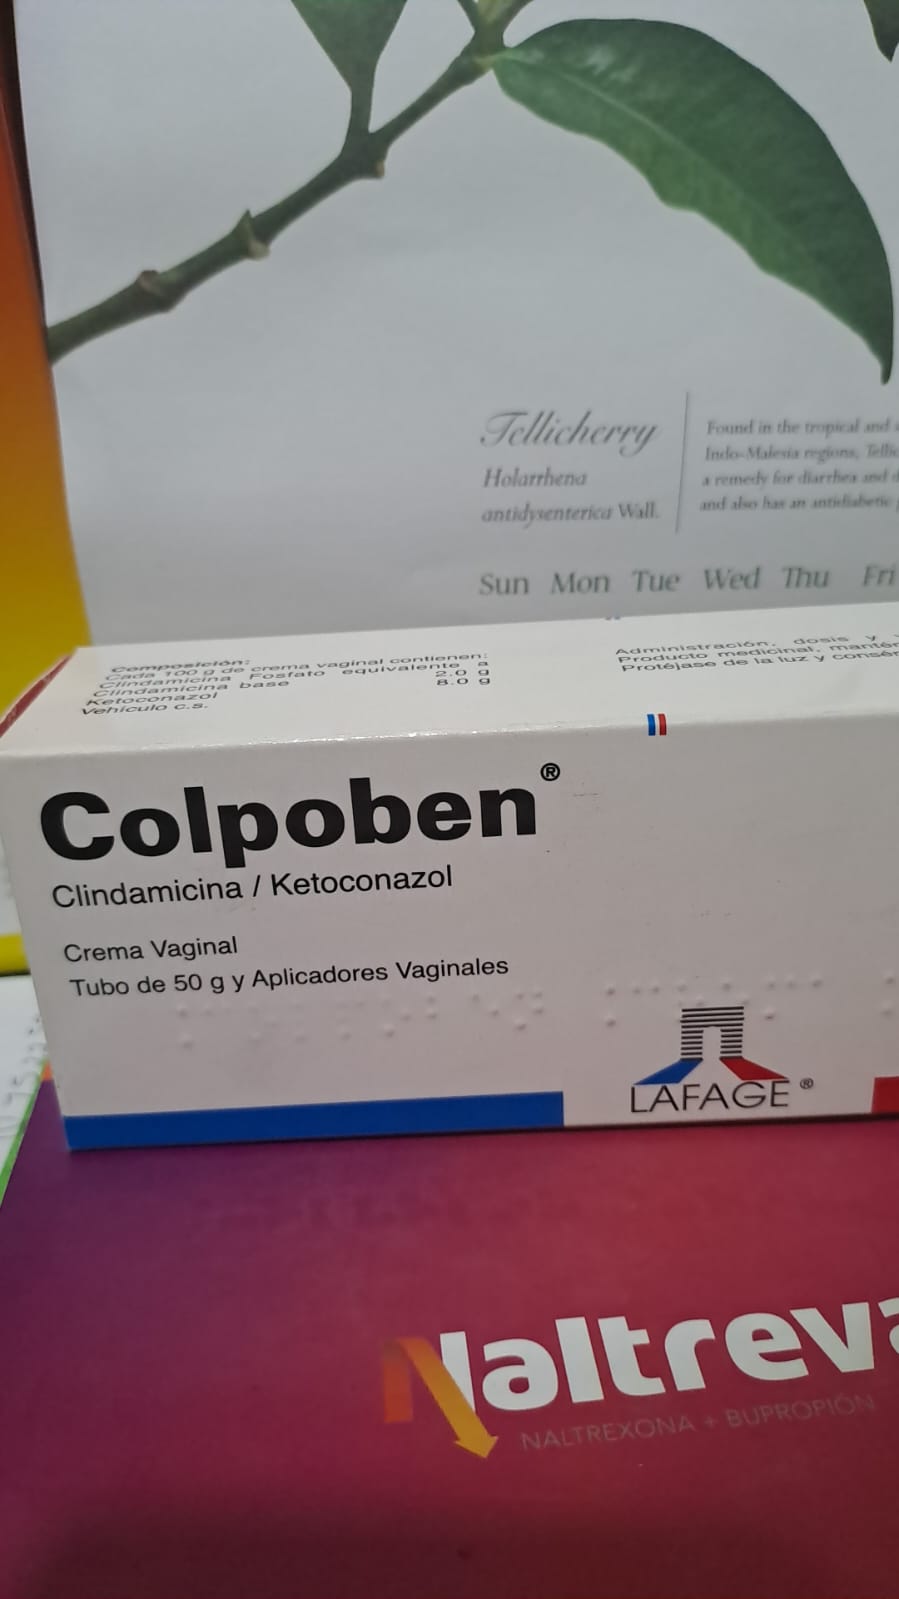 Tellicherry
Holarrhena
antidysenterica Wall.
Found in the tropical and
Indo-Malesia regions,
a remedy for diarrhea and
and also has an antidiabetic
Sun Mon Tue Wed Thu Fri
Composición:
Cada 100 g de crema vaginal contienen:
Clindamicina Fosfato equivalente a
Clindamicina base 2.0 g
Ketoconazol 8.0 g
Vehículo c.s.
Administración, dosis y
Producto medicinal,
Protéjase de la luz y
Colpoben®
Clindamicina / Ketoconazol
Crema Vaginal
Tubo de 50 g y Aplicadores Vaginales
LAFAGE®
Naltreva
NALTREXONA + BUPROPIÓN